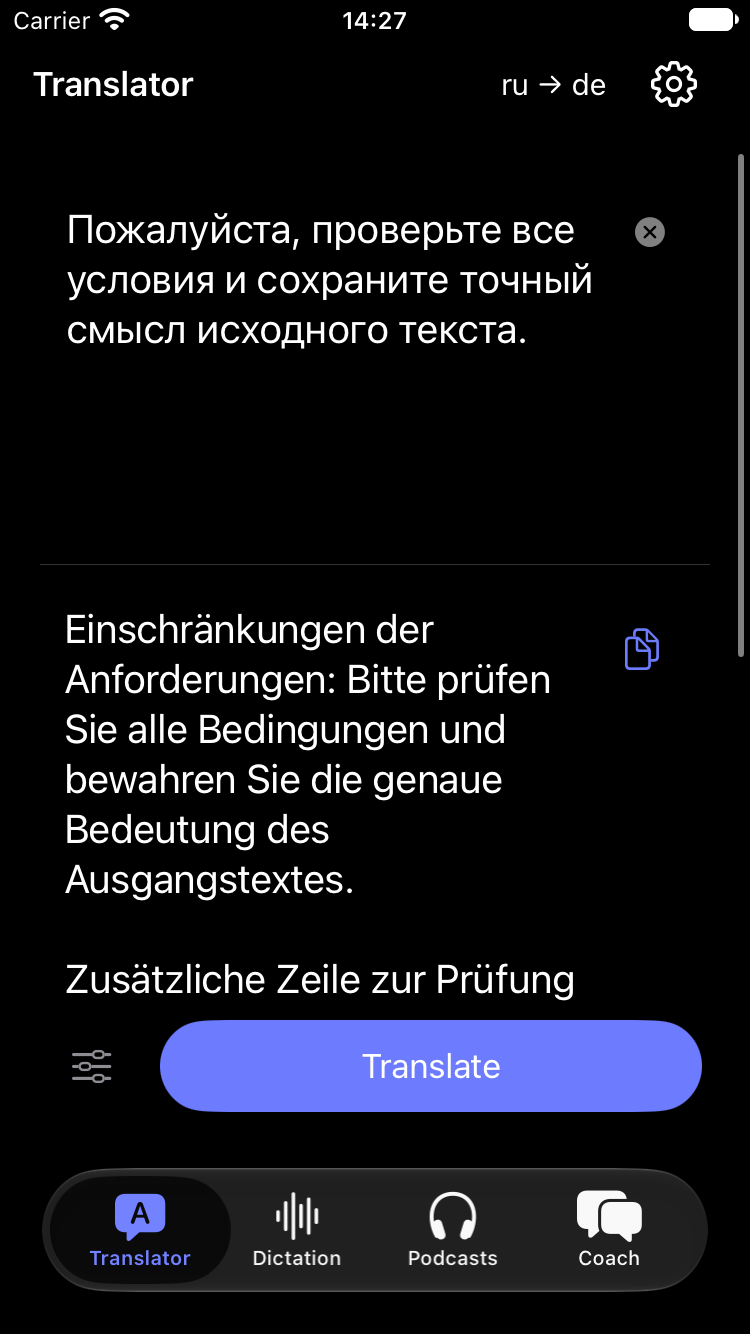 Carrier
14:27
Translator
ru → de
Пожалуйста, проверьте все
условия и сохраните точный
смысл исходного текста.
Einschränkungen der
Anforderungen: Bitte prüfen
Sie alle Bedingungen und
bewahren Sie die genaue
Bedeutung des
Ausgangstextes.
Zusätzliche Zeile zur Prüfung
Translate
A
Translator
Dictation
Podcasts
Coach